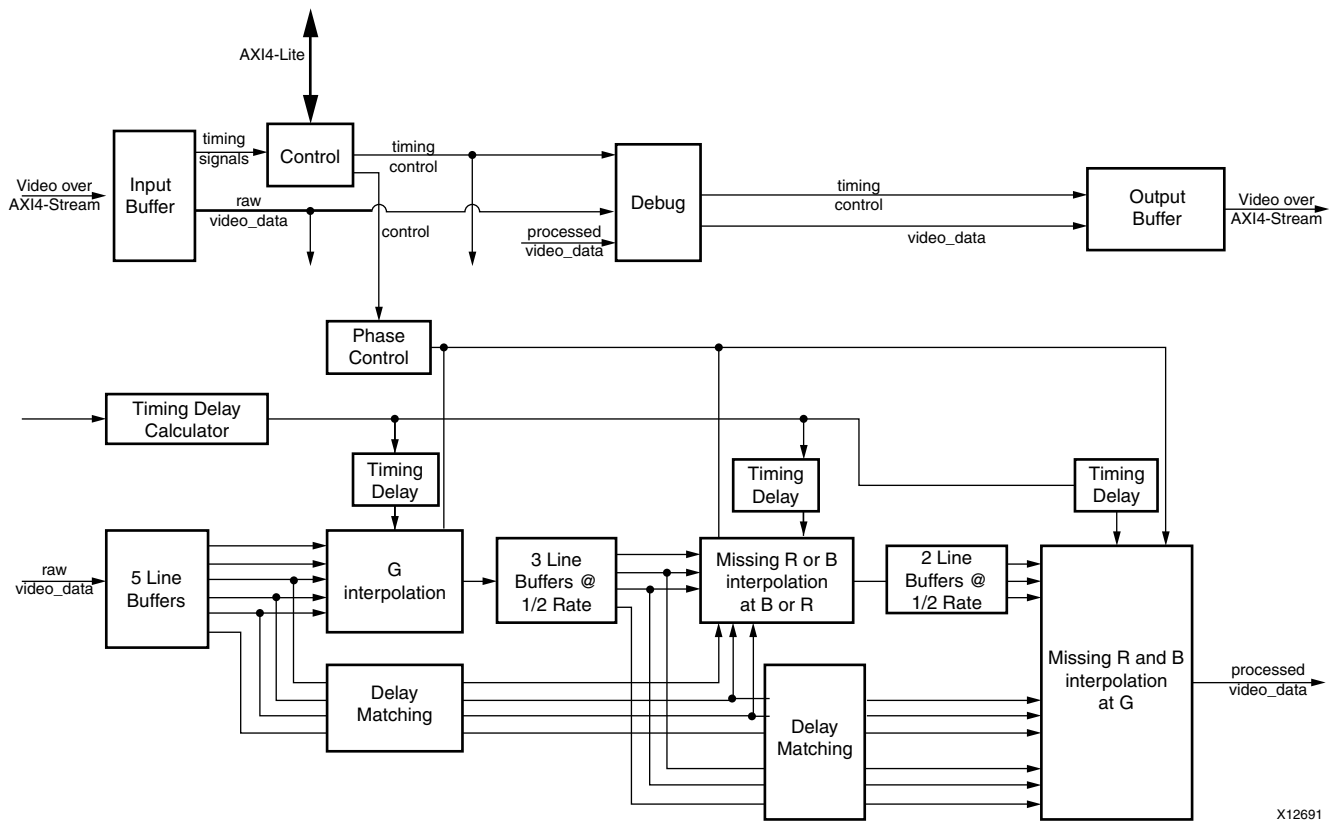 AXI4-Lite
Video over
AXI4-Stream
Input
Buffer
timing
signals
Control
timing
control
raw
video_data
control
processed
video_data
Debug
timing
control
video_data
Output
Buffer
Video over
AXI4-Stream
Phase
Control
Timing Delay
Calculator
Timing
Delay
Timing
Delay
Timing
Delay
raw
video_data
5 Line
Buffers
G
interpolation
3 Line
Buffers @
1/2 Rate
Missing R or B
interpolation
at B or R
2 Line
Buffers @
1/2 Rate
Missing R and B
interpolation
at G
processed
video_data
Delay
Matching
Delay
Matching
X12691